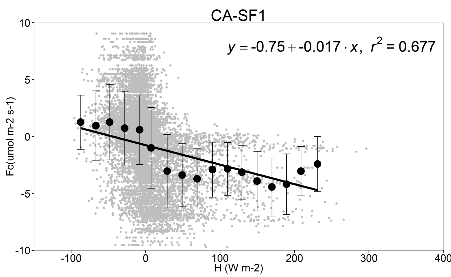 CA-SF1
y = -0.75 + -0.017 · x, r² = 0.677
10
5
0
-5
-10
Fc(umol m-2 s-1)
-100 0 100 200 300 400
H (W m-2)